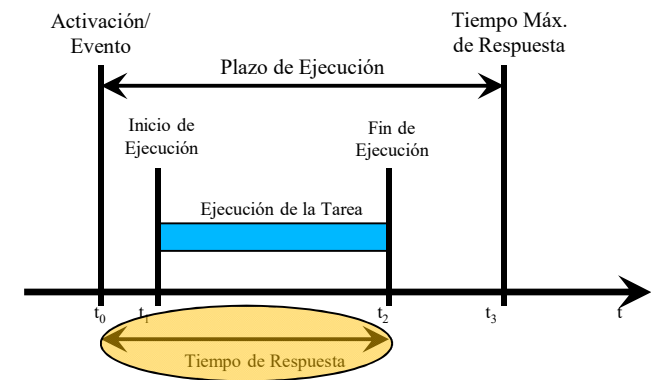 Activación/
Evento
Tiempo Máx.
de Respuesta
Plazo de Ejecución
Inicio de
Ejecución
Fin de
Ejecución
Ejecución de la Tarea
t0 t1 t2 t3 t
Tiempo de Respuesta